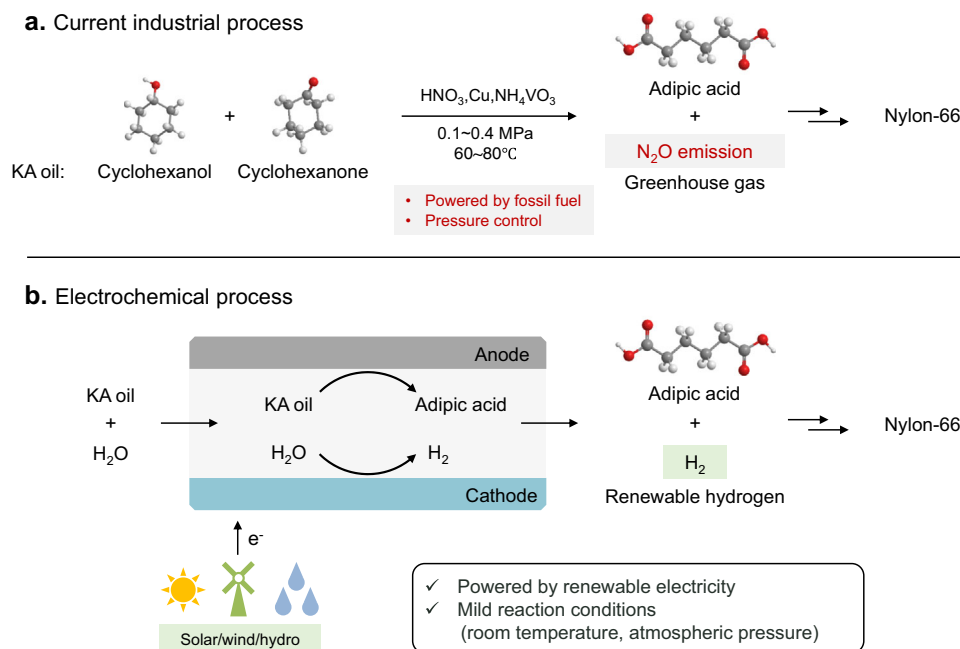 a. Current industrial process
HNO₃,Cu,NH₄VO₃
0.1~0.4 MPa
60~80℃
Adipic acid
+
N₂O emission
Greenhouse gas
Nylon-66
+
KA oil:
Cyclohexanol
Cyclohexanone
• Powered by fossil fuel
• Pressure control
b. Electrochemical process
Anode
KA oil
+
H₂O
KA oil
Adipic acid
H₂O
H₂
Cathode
Adipic acid
+
H₂
Renewable hydrogen
Nylon-66
e⁻
Solar/wind/hydro
✓ Powered by renewable electricity
✓ Mild reaction conditions
(room temperature, atmospheric pressure)